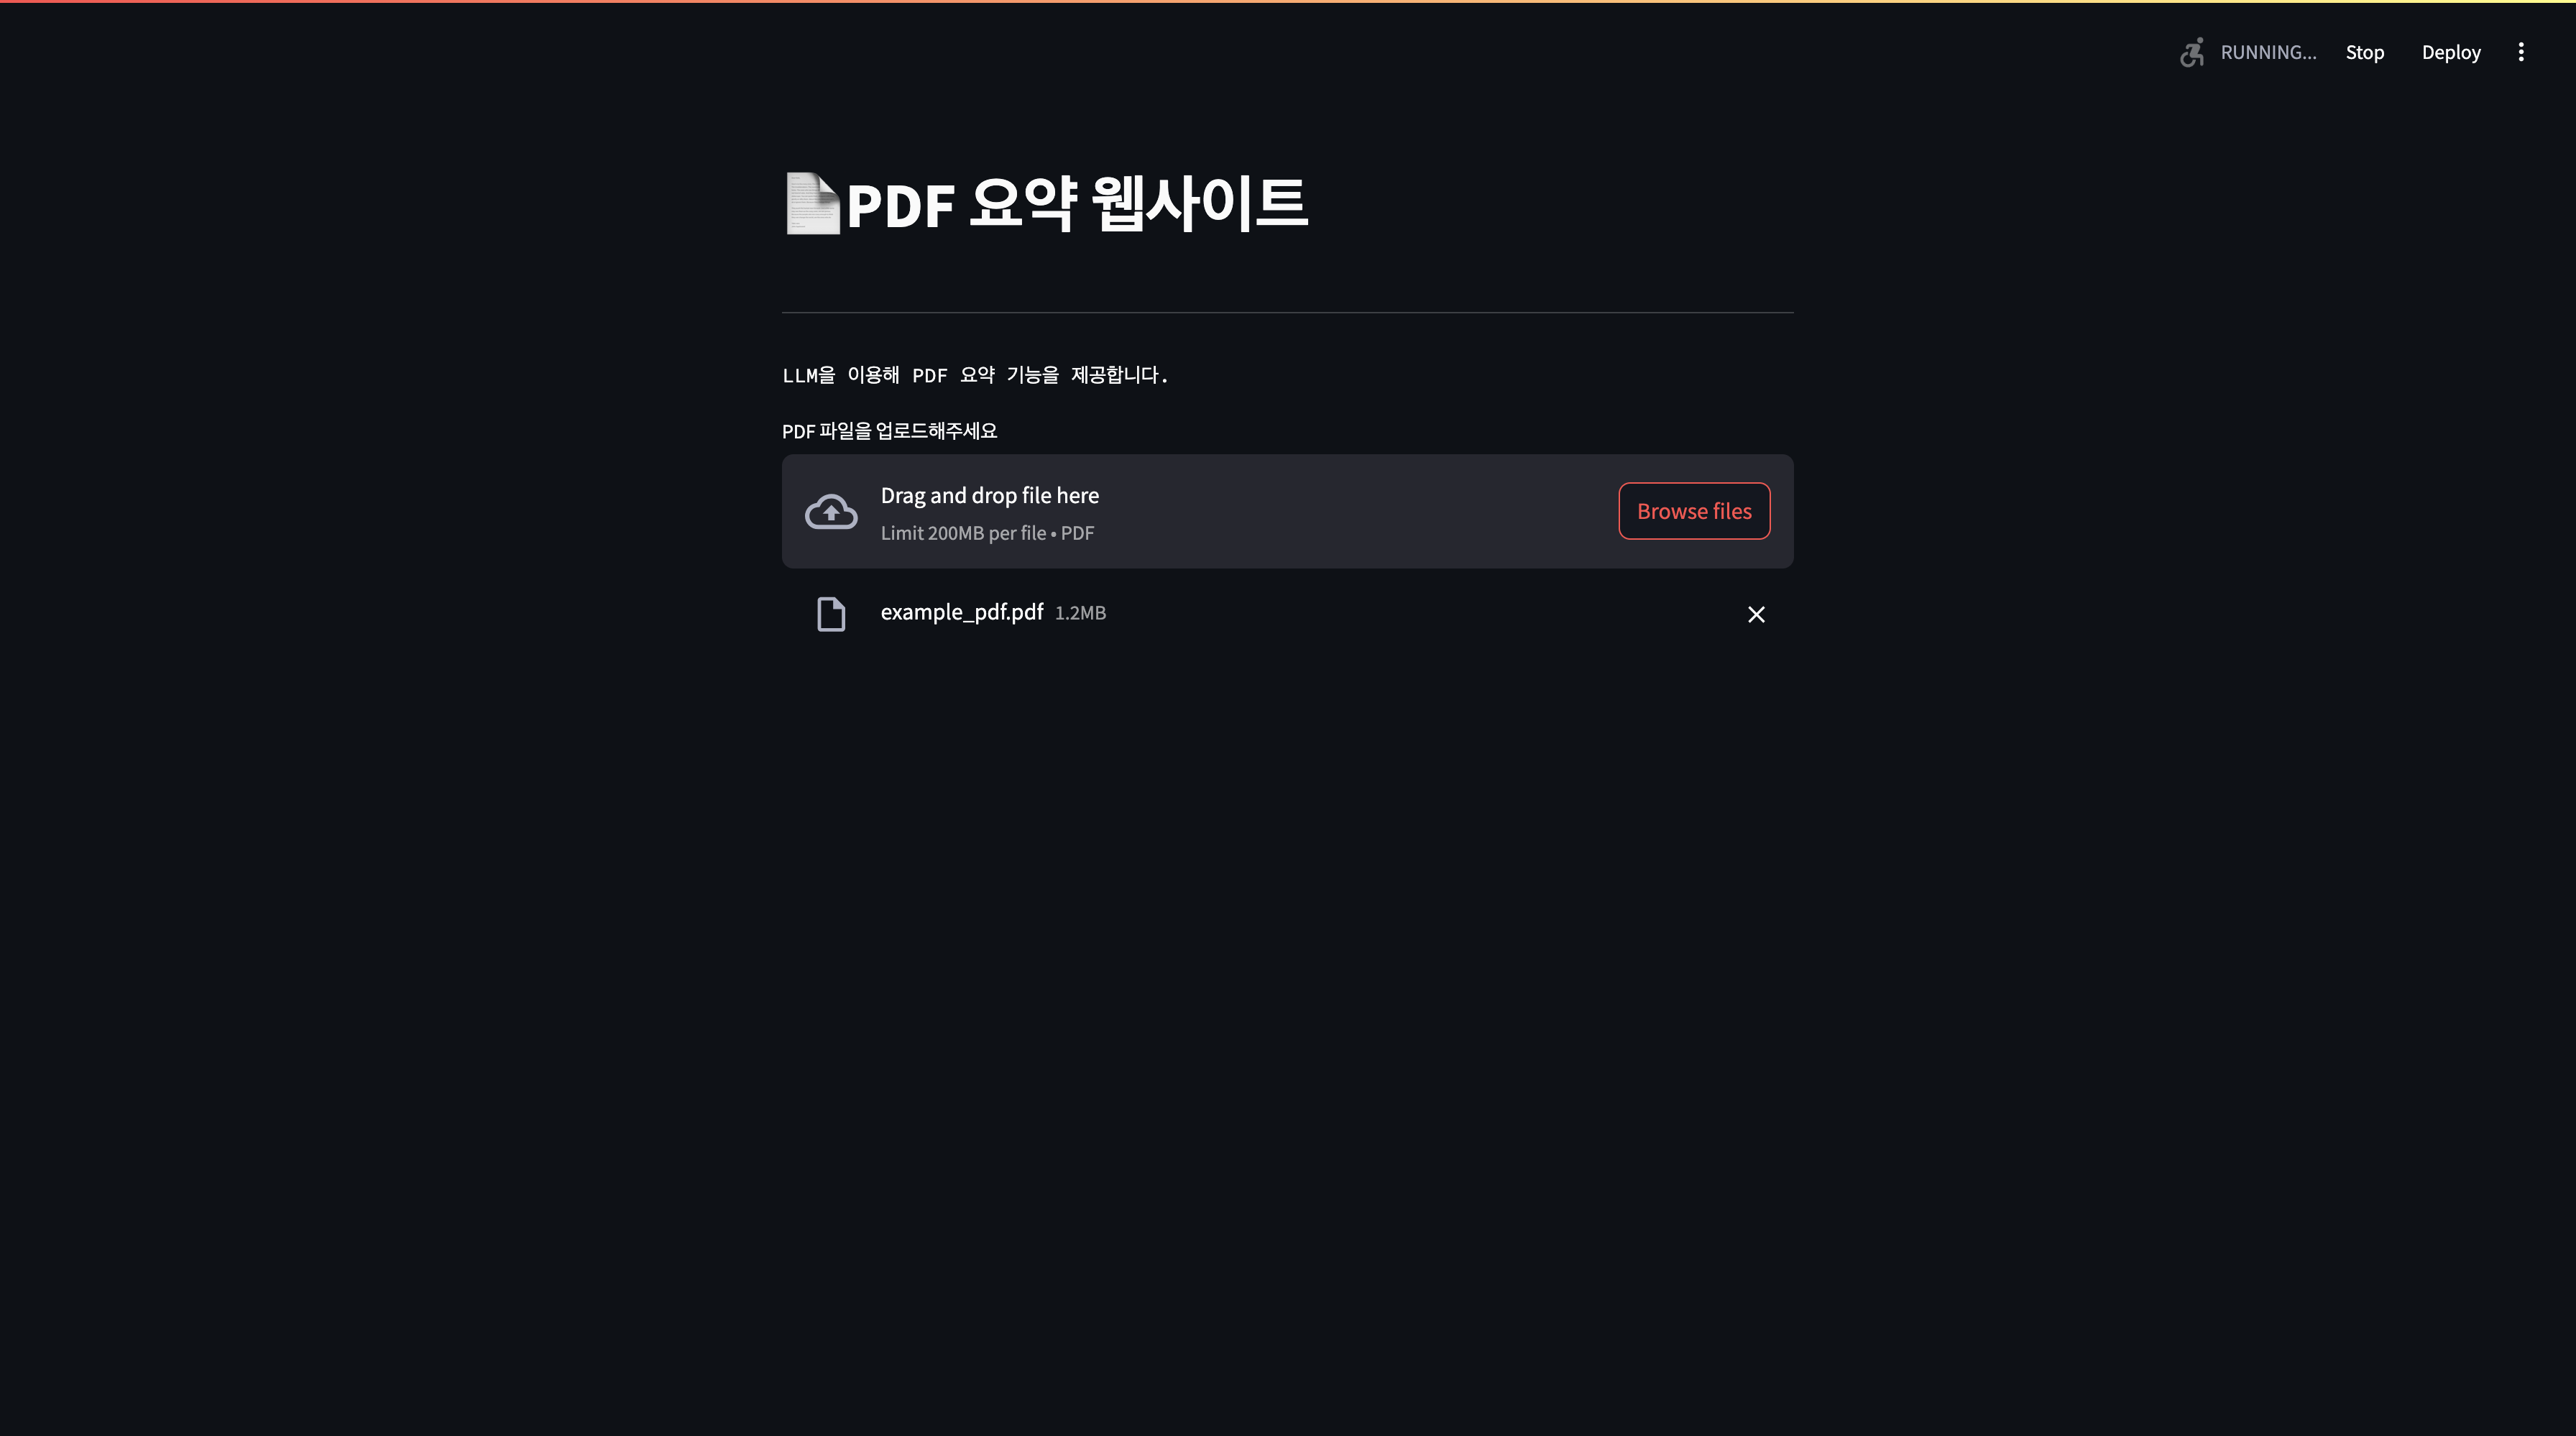 RUNNING...
Stop
Deploy
PDF 요약 웹사이트
LLM을 이용해 PDF 요약 기능을 제공합니다.
PDF 파일을 업로드해주세요
Drag and drop file here
Limit 200MB per file • PDF
Browse files
example_pdf.pdf 1.2MB